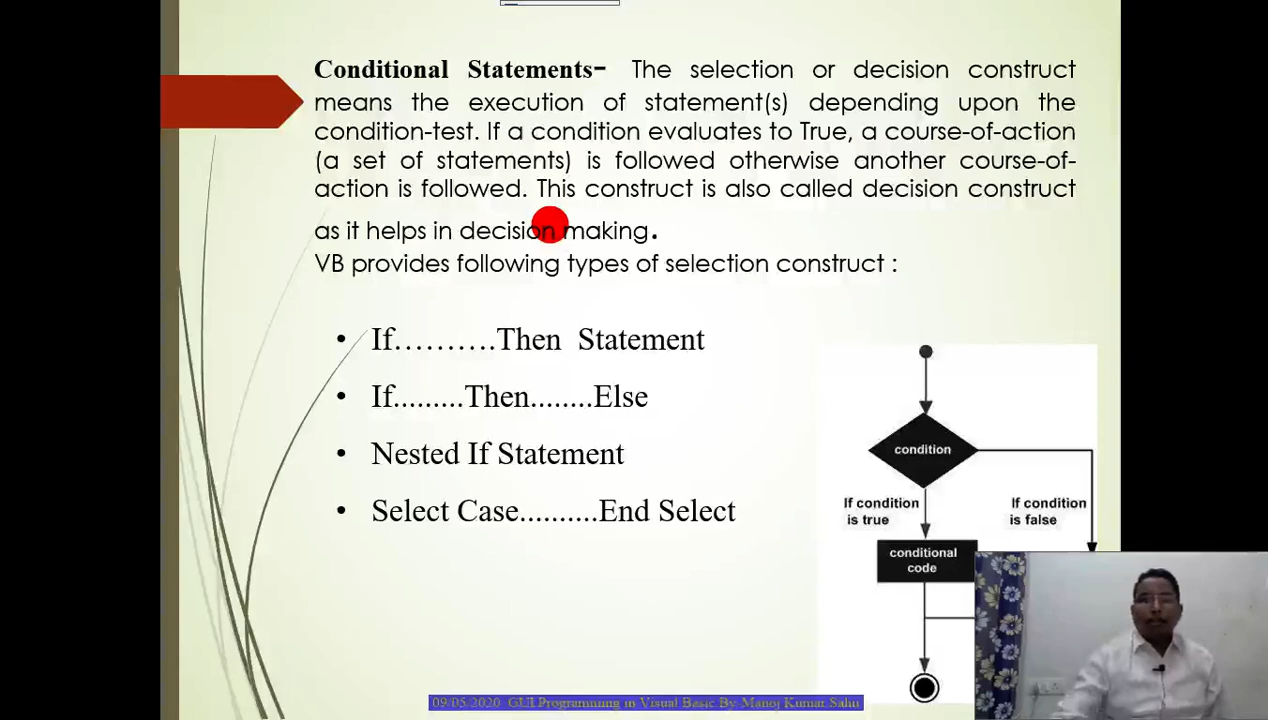 Conditional Statements- The selection or decision construct
means the execution of statement(s) depending upon the
condition-test. If a condition evaluates to True, a course-of-action
(a set of statements) is followed otherwise another course-of-
action is followed. This construct is also called decision construct
as it helps in decision making.
VB provides following types of selection construct :
• If..........Then Statement
• If.........Then........Else
• Nested If Statement
• Select Case..........End Select
condition
If condition
is true
If condition
is false
conditional
code
09/05/2020 GUI Programming in Visual Basic By Manoj Kumar Sahu